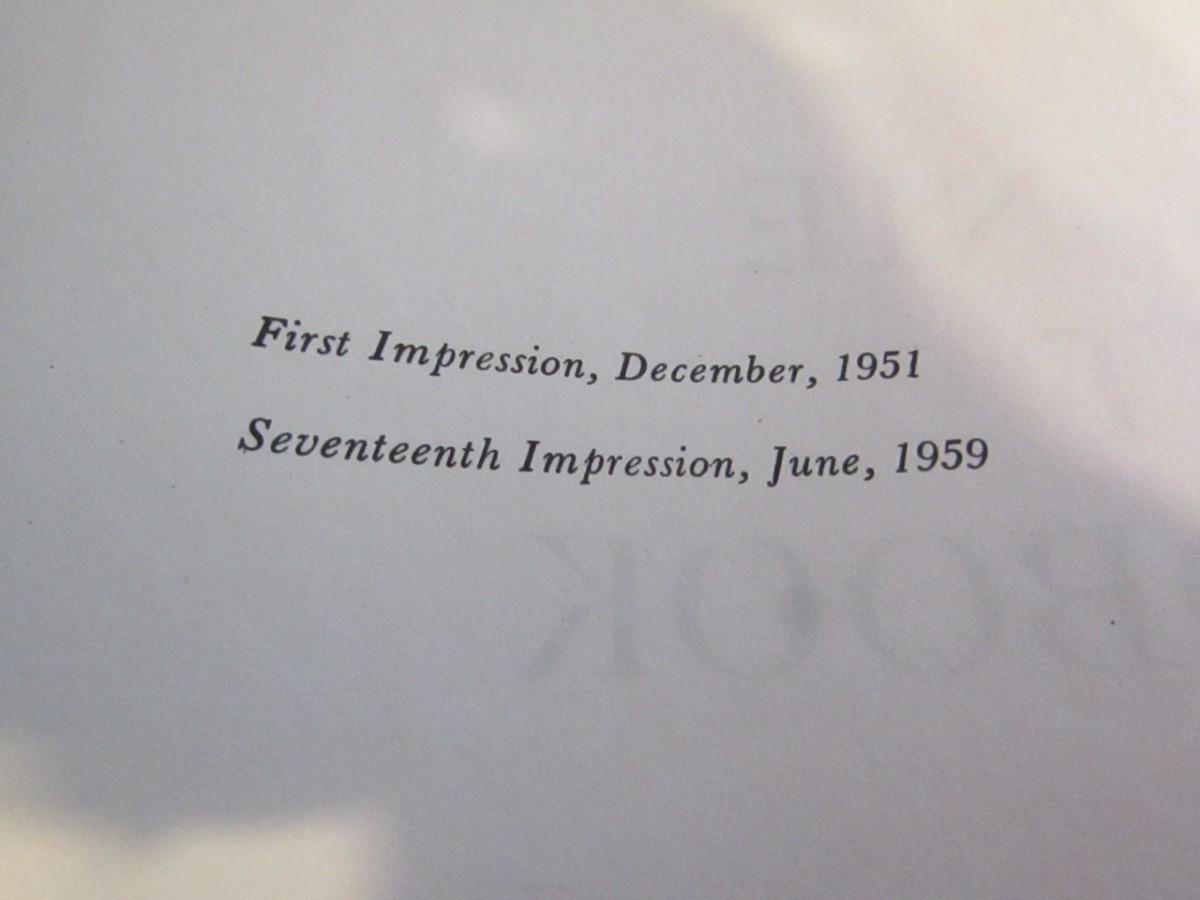 First Impression, December, 1951
Seventeenth Impression, June, 1959